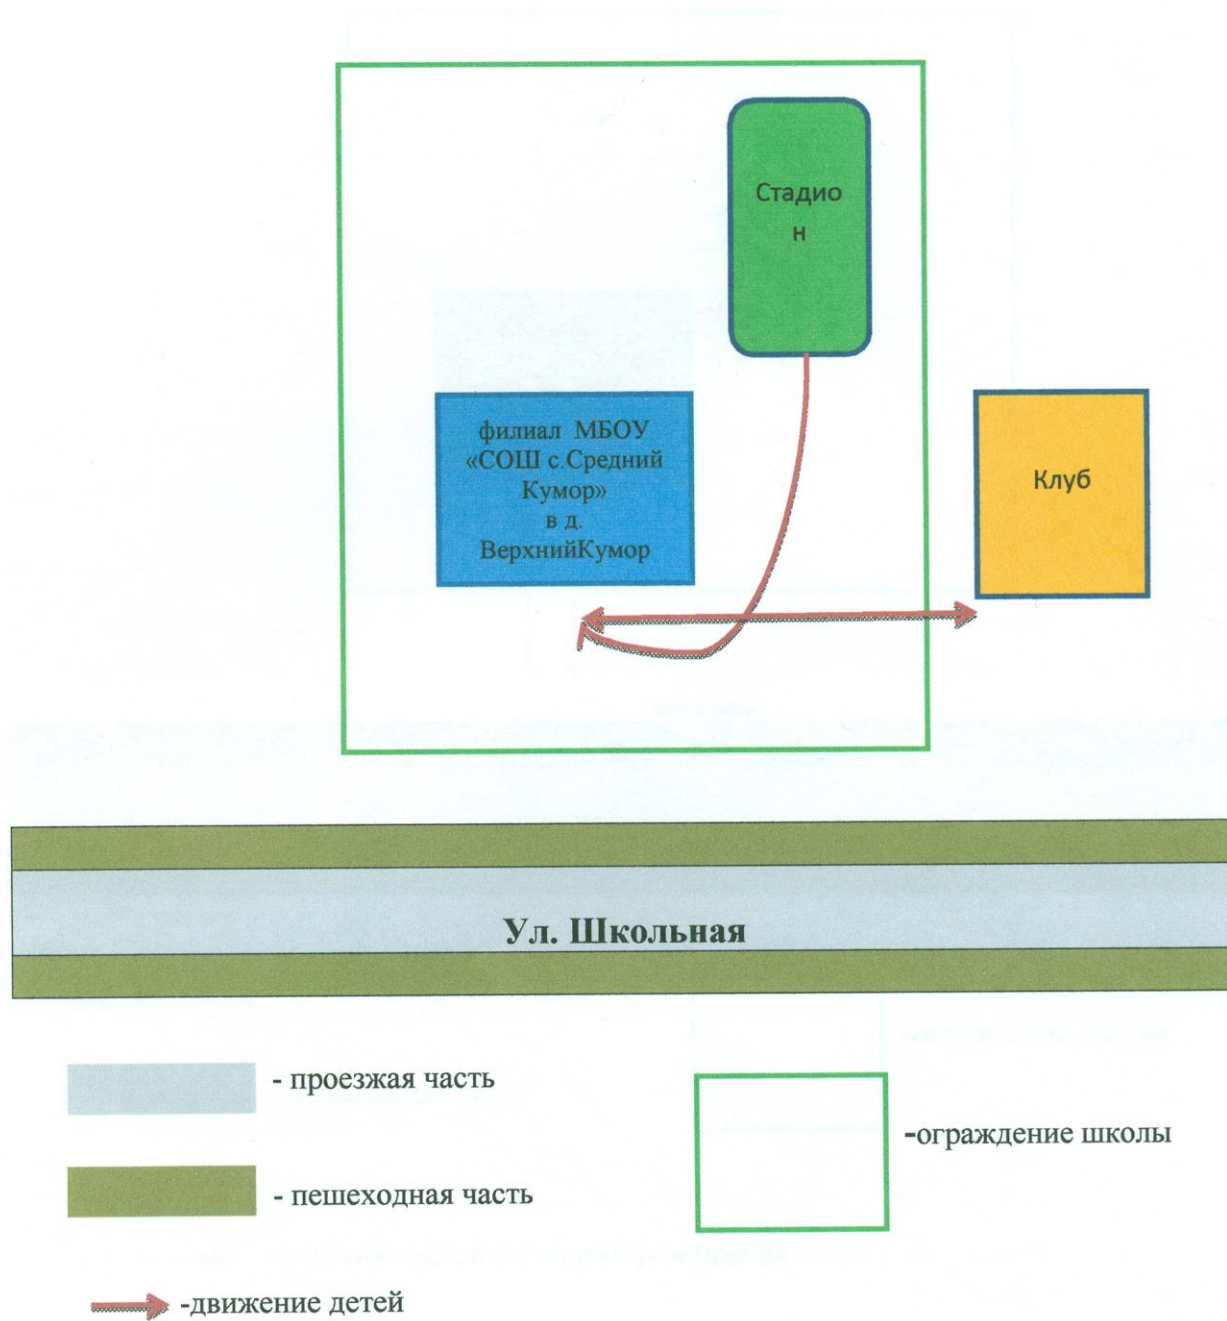 Стадио
н
филиал МБОУ
«СОШ с.Средний
Кумор»
в д.
ВерхнийКумор
Клуб
Ул. Школьная
- проезжая часть
-ограждение школы
- пешеходная часть
-движение детей